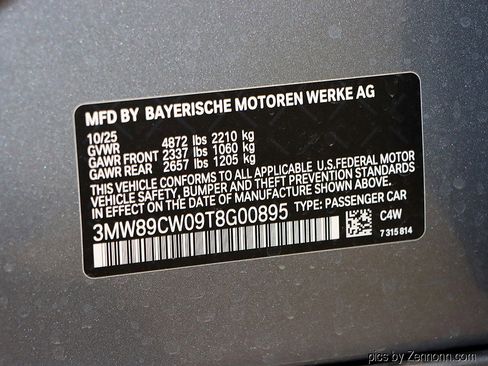 MFD BY BAYERISCHE MOTOREN WERKE AG
10/25
GVWR 4872 lbs 2210 kg
GAWR FRONT 2337 lbs 1060 kg
GAWR REAR 2657 lbs 1205 kg
THIS VEHICLE CONFORMS TO ALL APPLICABLE U.S.FEDERAL MOTOR
VEHICLE SAFETY, BUMPER AND THEFT PREVENTION STANDARDS
IN EFFECT ON THE DATE OF MANUFACTURE SHOWN ABOVE.
3MW89CW09T8G00895 TYPE: PASSENGER CAR
C4W
7 315 814
pics by Zennonn.com